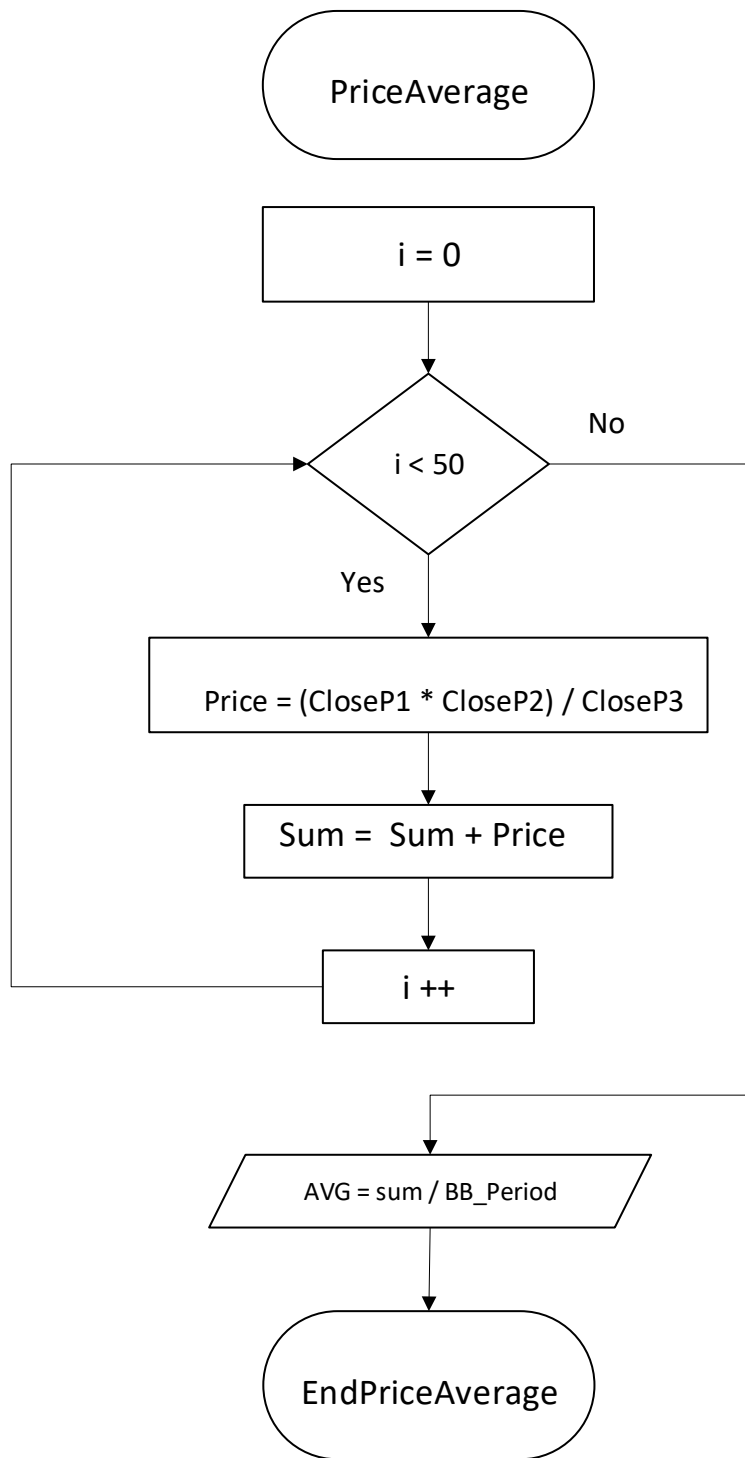 PriceAverage
i = 0
No
i < 50
Yes
Price = (CloseP1 * CloseP2) / CloseP3
Sum =  Sum + Price
i ++
AVG = sum / BB_Period
EndPriceAverage